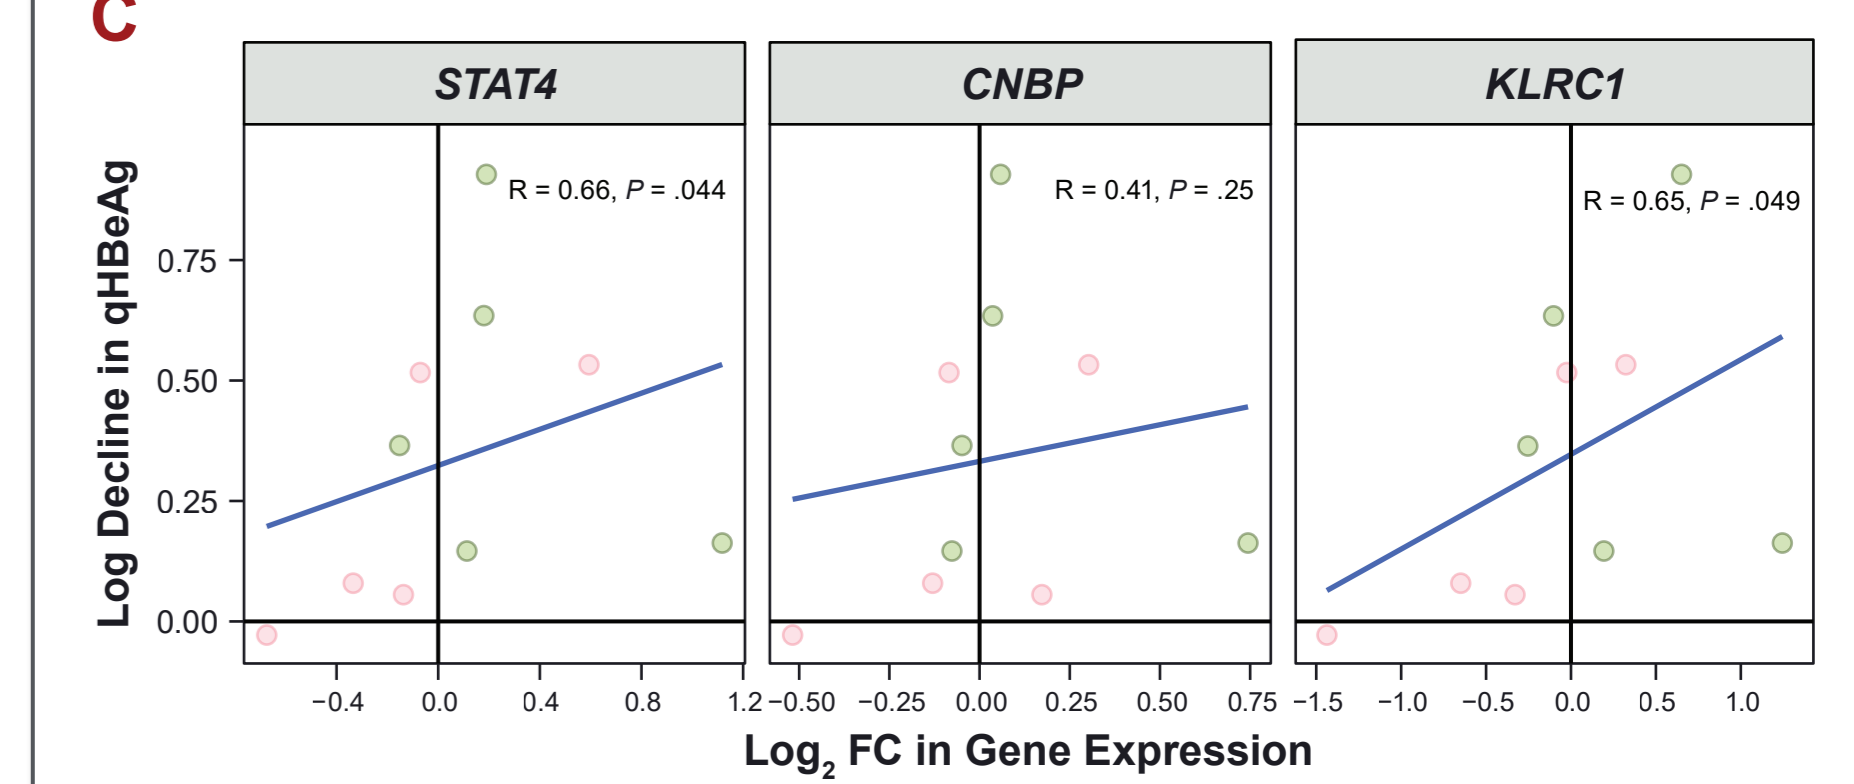 C
STAT4
CNBP
KLRC1
R = 0.66, P = .044
R = 0.41, P = .25
R = 0.65, P = .049
Log Decline in qHBeAg
0.75
0.50
0.25
0.00
−0.4 0.0 0.4 0.8 1.2
−0.50 −0.25 0.00 0.25 0.50 0.75
−1.5 −1.0 −0.5 0.0 0.5 1.0
Log₂ FC in Gene Expression